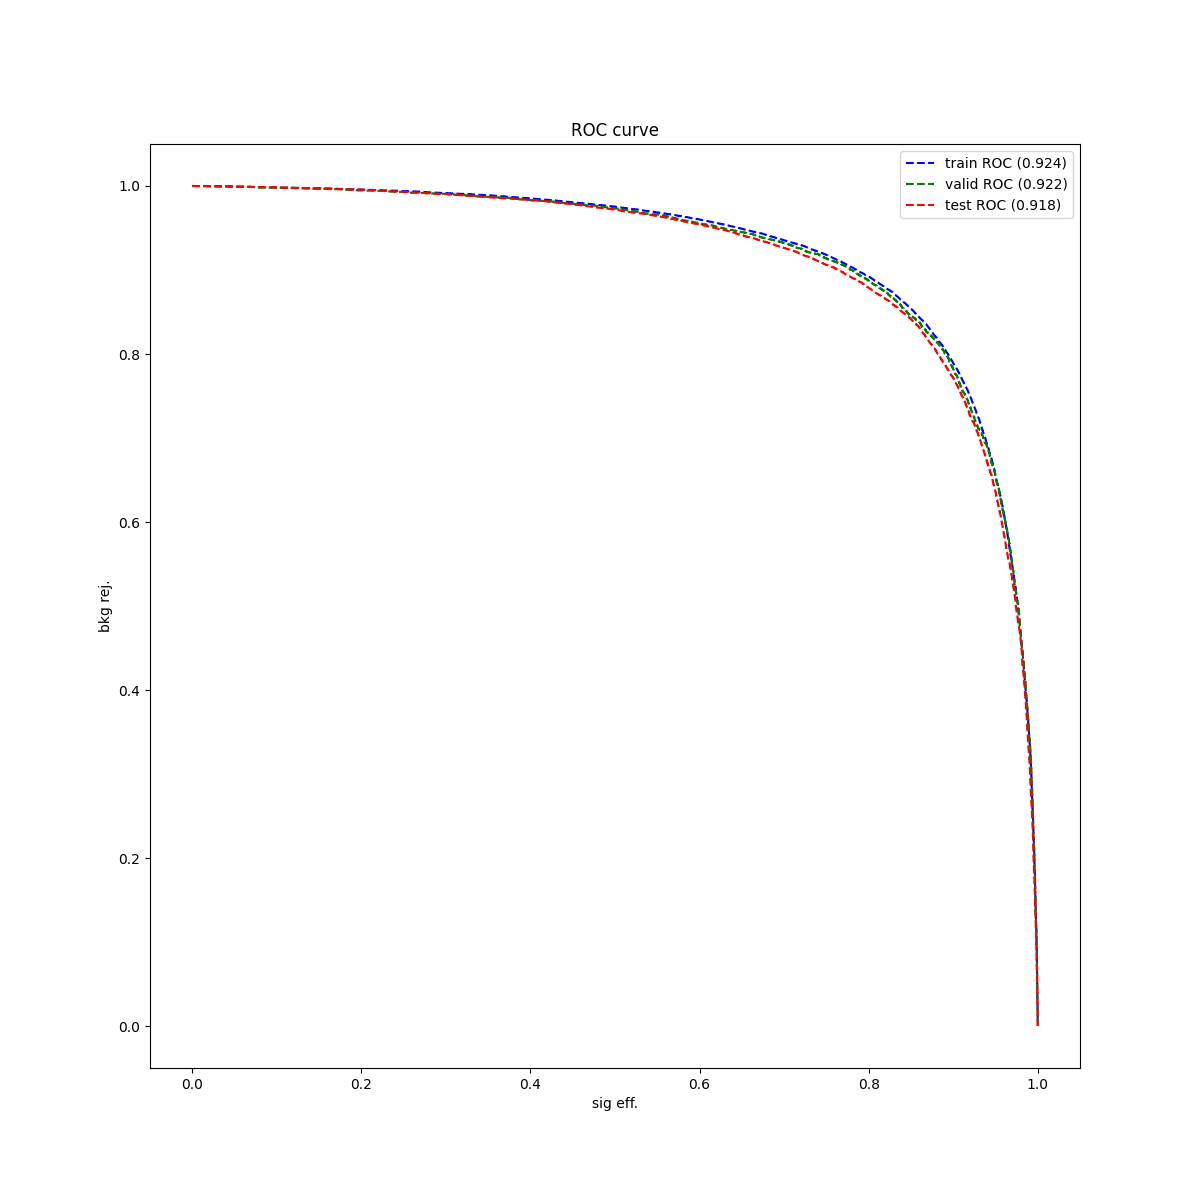 ROC curve
train ROC (0.924)
valid ROC (0.922)
test ROC (0.918)
1.0
0.8
0.6
0.4
0.2
0.0
bkg rej.
0.0 0.2 0.4 0.6 0.8 1.0
sig eff.